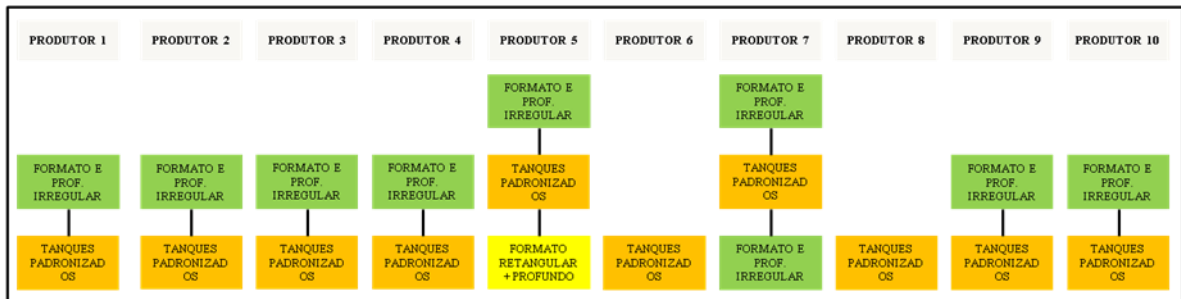 PRODUTOR 1
PRODUTOR 2
PRODUTOR 3
PRODUTOR 4
PRODUTOR 5
PRODUTOR 6
PRODUTOR 7
PRODUTOR 8
PRODUTOR 9
PRODUTOR 10
FORMATO E
PROF.
IRREGULAR
FORMATO E
PROF.
IRREGULAR
FORMATO E
PROF.
IRREGULAR
FORMATO E
PROF.
IRREGULAR
FORMATO E
PROF.
IRREGULAR
FORMATO E
PROF.
IRREGULAR
TANQUES
PADRONIZAD
OS
TANQUES
PADRONIZAD
OS
FORMATO E
PROF.
IRREGULAR
FORMATO E
PROF.
IRREGULAR
TANQUES
PADRONIZAD
OS
TANQUES
PADRONIZAD
OS
TANQUES
PADRONIZAD
OS
TANQUES
PADRONIZAD
OS
FORMATO
RETANGULAR
+ PROFUNDO
TANQUES
PADRONIZAD
OS
FORMATO E
PROF.
IRREGULAR
TANQUES
PADRONIZAD
OS
TANQUES
PADRONIZAD
OS
TANQUES
PADRONIZAD
OS